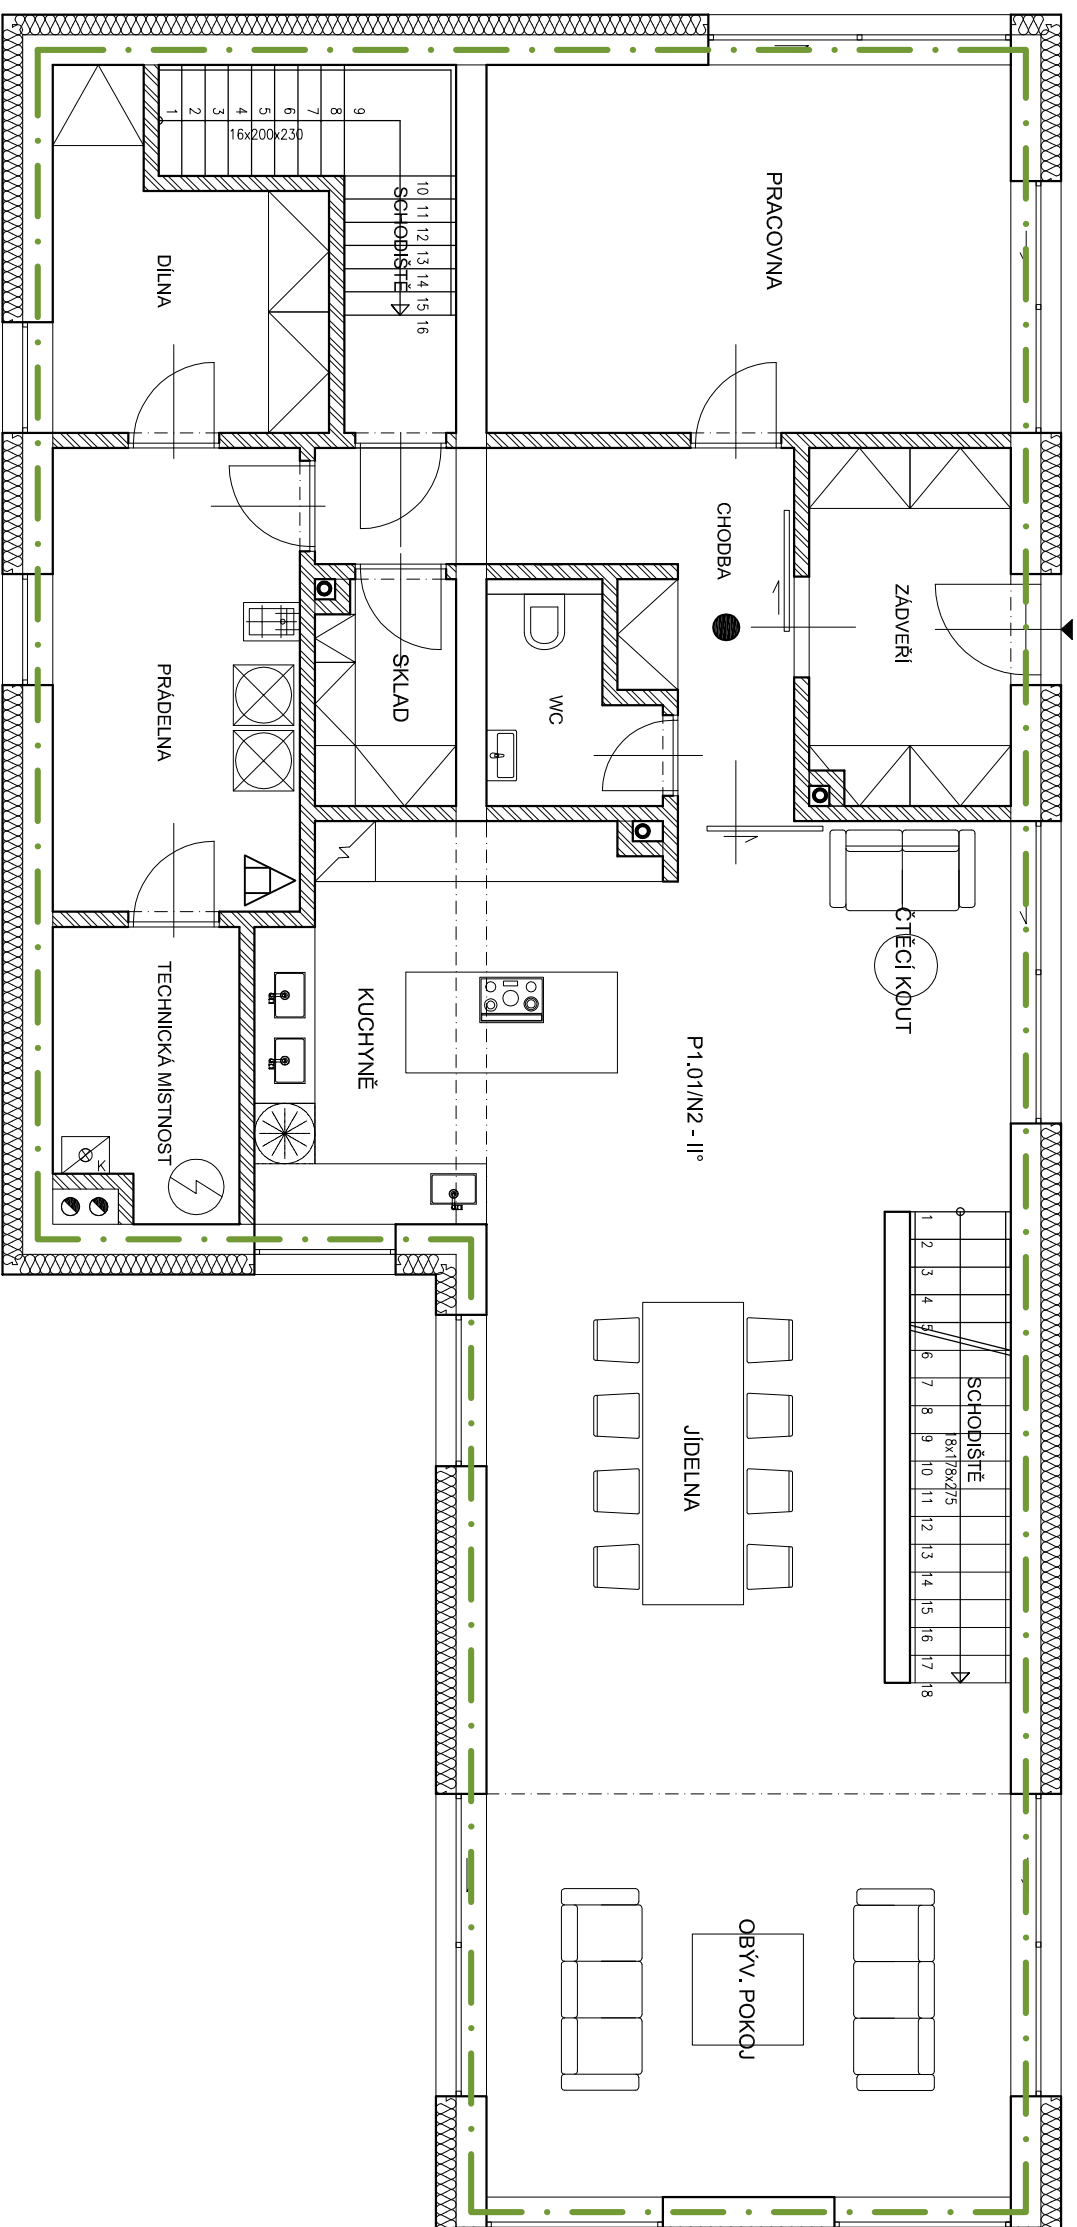 ZÁDVEŘÍ
PRACOVNA
CHODBA
ČTĚCÍ KOUT
SCHODIŠTĚ
18x178x275
1
2
3
4
5
6
7
8
9
10
11
12
13
14
15
16
17
18
P1.01/N2 - II°
OBÝV. POKOJ
JÍDELNA
WC
SCHODIŠTĚ
16x200x230
1
2
3
4
5
6
7
8
9
10
11
12
13
14
15
16
SKLAD
KUCHYNĚ
DÍLNA
PRÁDELNA
TECHNICKÁ MÍSTNOST
K